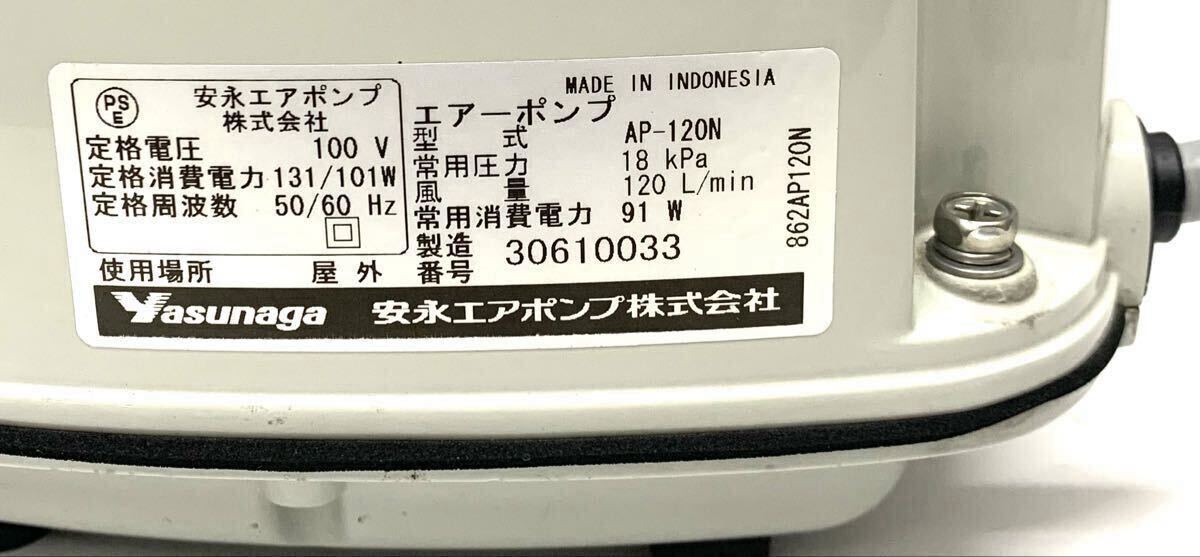 PS
E
安永エアポンプ
株式会社
定格電圧 100 V
定格消費電力 131/101W
定格周波数 50/60 Hz
使用場所 屋外
MADE IN INDONESIA
エアーポンプ
型式 AP-120N
常用圧力 18 kPa
風量 120 L/min
常用消費電力 91 W
製造
番号 30610033
862AP120N
Yasunaga 安永エアポンプ株式会社